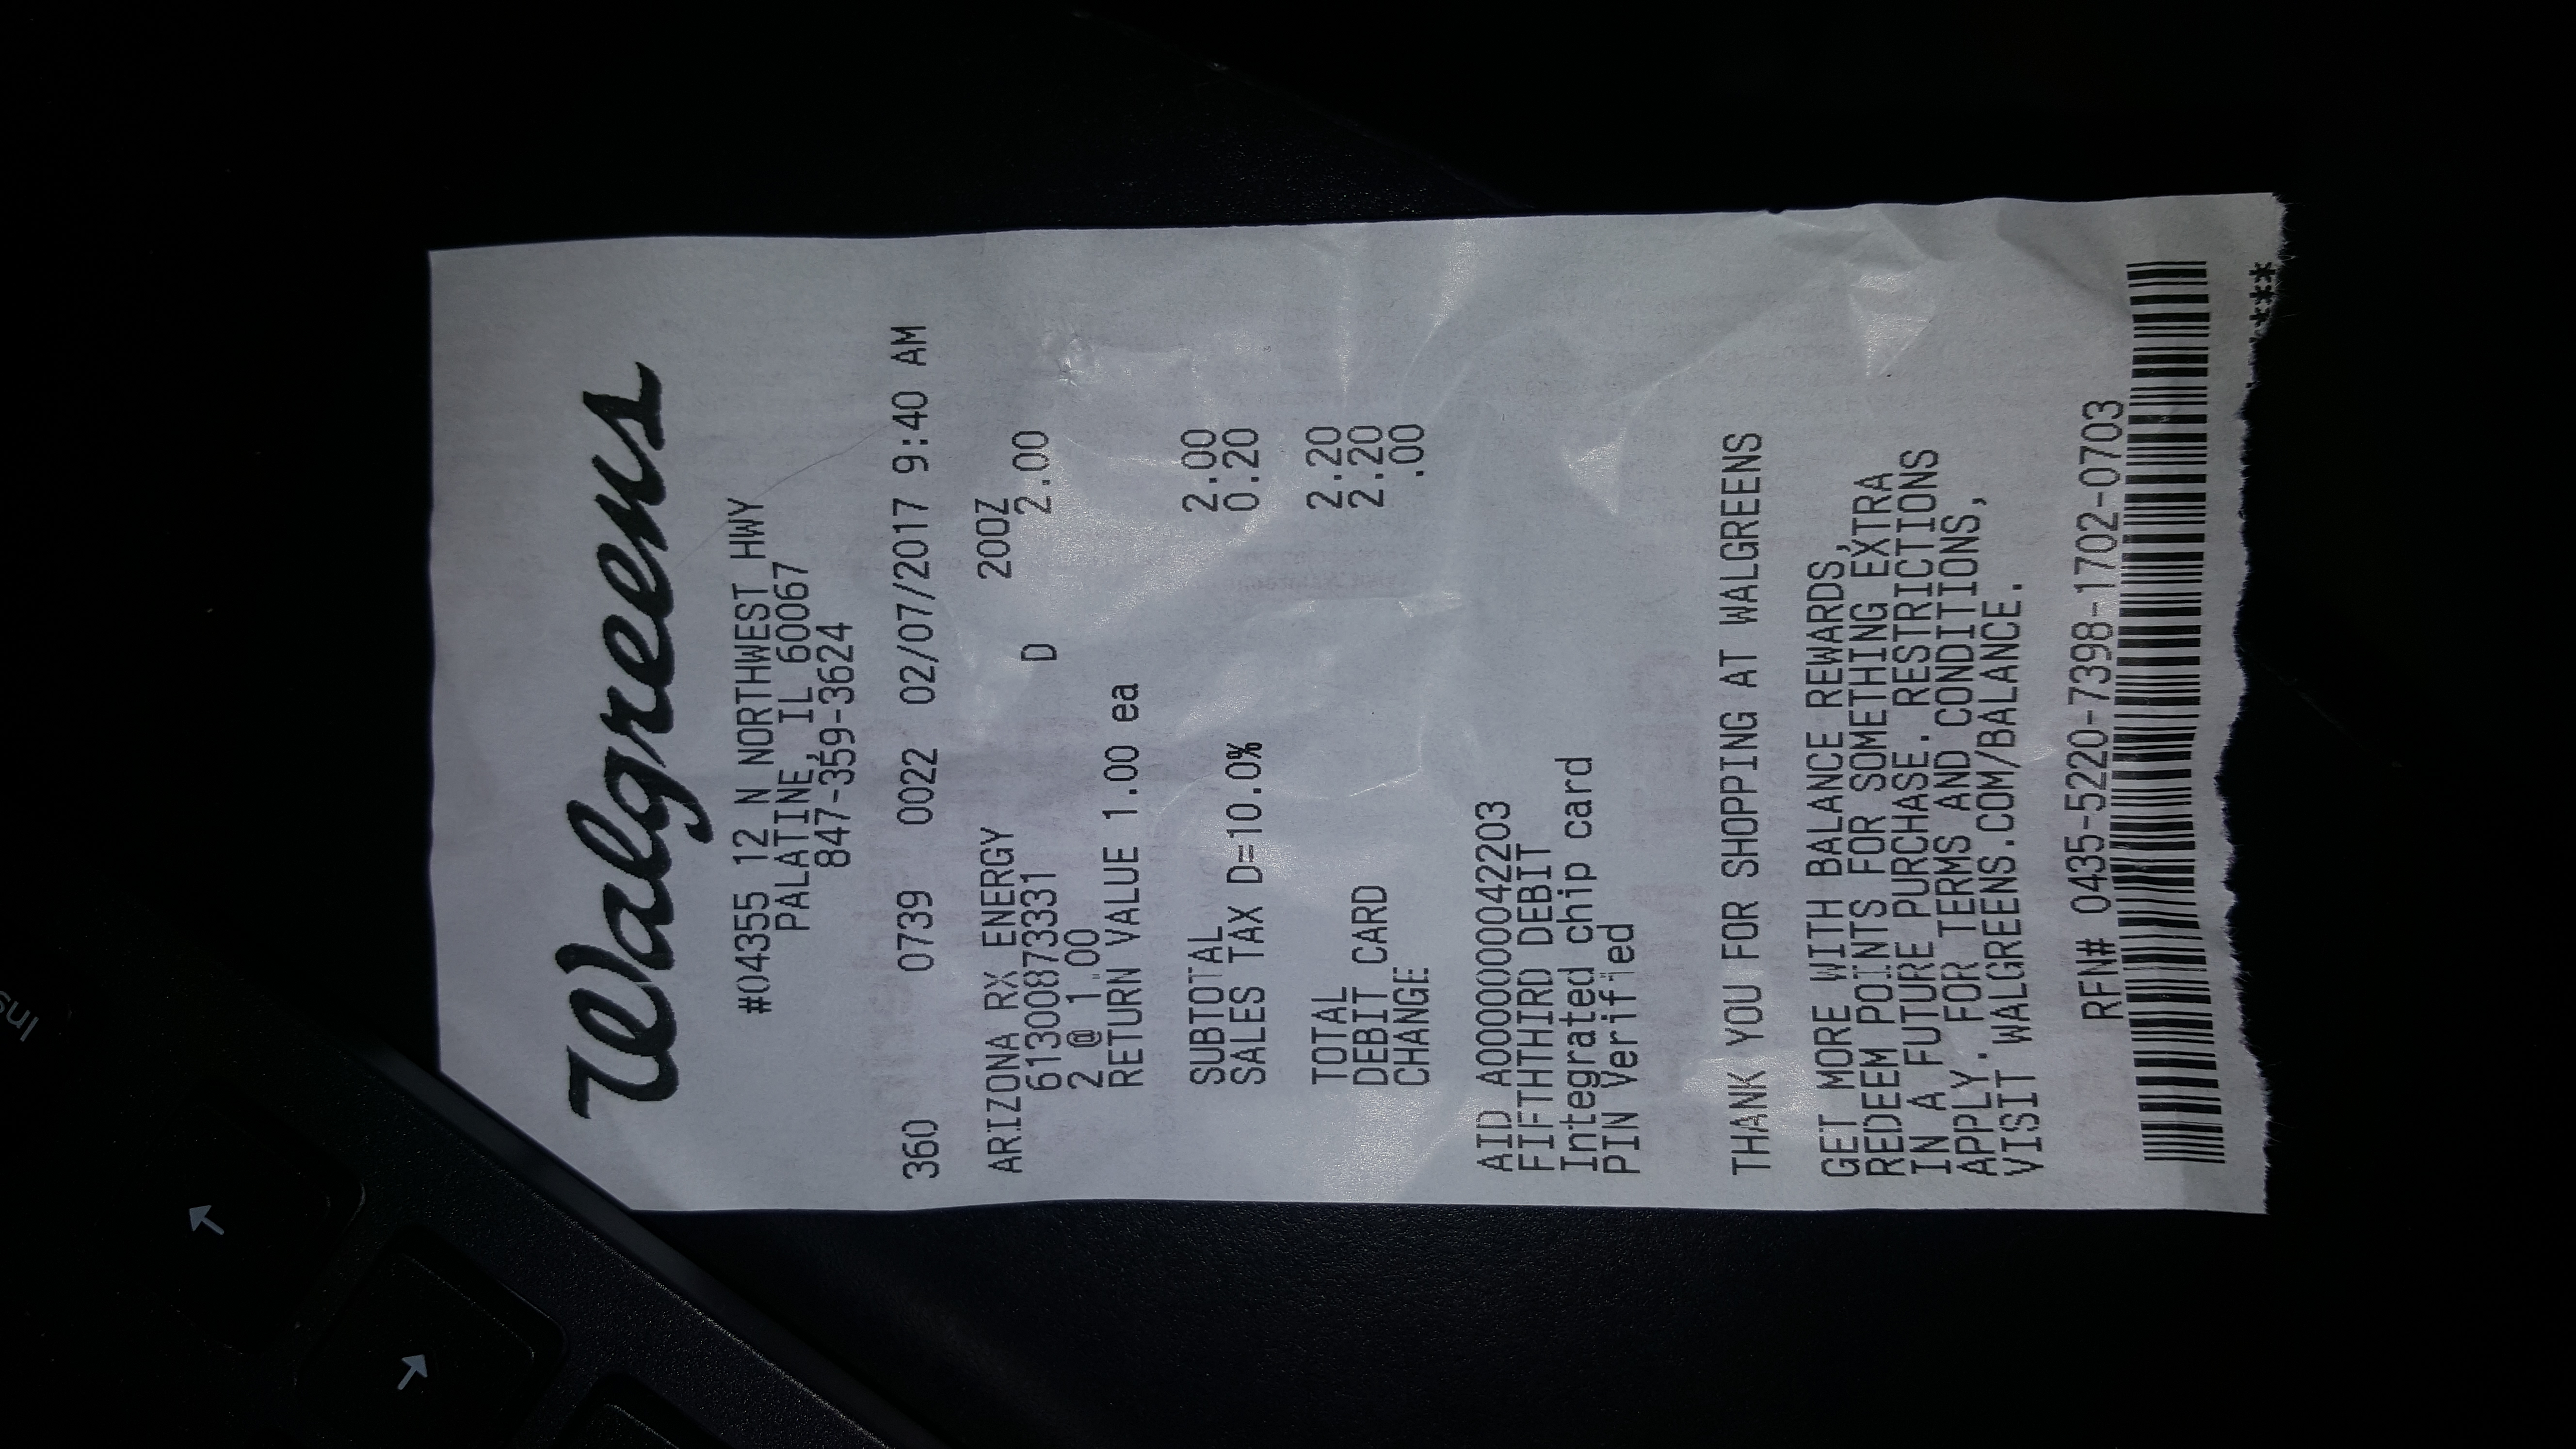 Ins
Walgreens
#04355 12 N NORTHWEST HWY
PALATINE, IL 60067
847-359-3624
360 0739 0022 02/07/2017 9:40 AM
ARIZONA RX ENERGY 20OZ
61300873331 D 2.00
2 @ 1.00
RETURN VALUE 1.00 ea
SUBTOTAL 2.00
SALES TAX D=10.0% 0.20
TOTAL 2.20
DEBIT CARD 2.20
CHANGE .00
AID A0000000042203
FIFTHTHIRD DEBIT
Integrated chip card
PIN Verified
THANK YOU FOR SHOPPING AT WALGREENS
GET MORE WITH BALANCE REWARDS,
REDEEM POINTS FOR SOMETHING EXTRA
IN A FUTURE PURCHASE. RESTRICTIONS
APPLY. FOR TERMS AND CONDITIONS,
VISIT WALGREENS.COM/BALANCE.
RFN# 0435-5220-7398-1702-0703
***